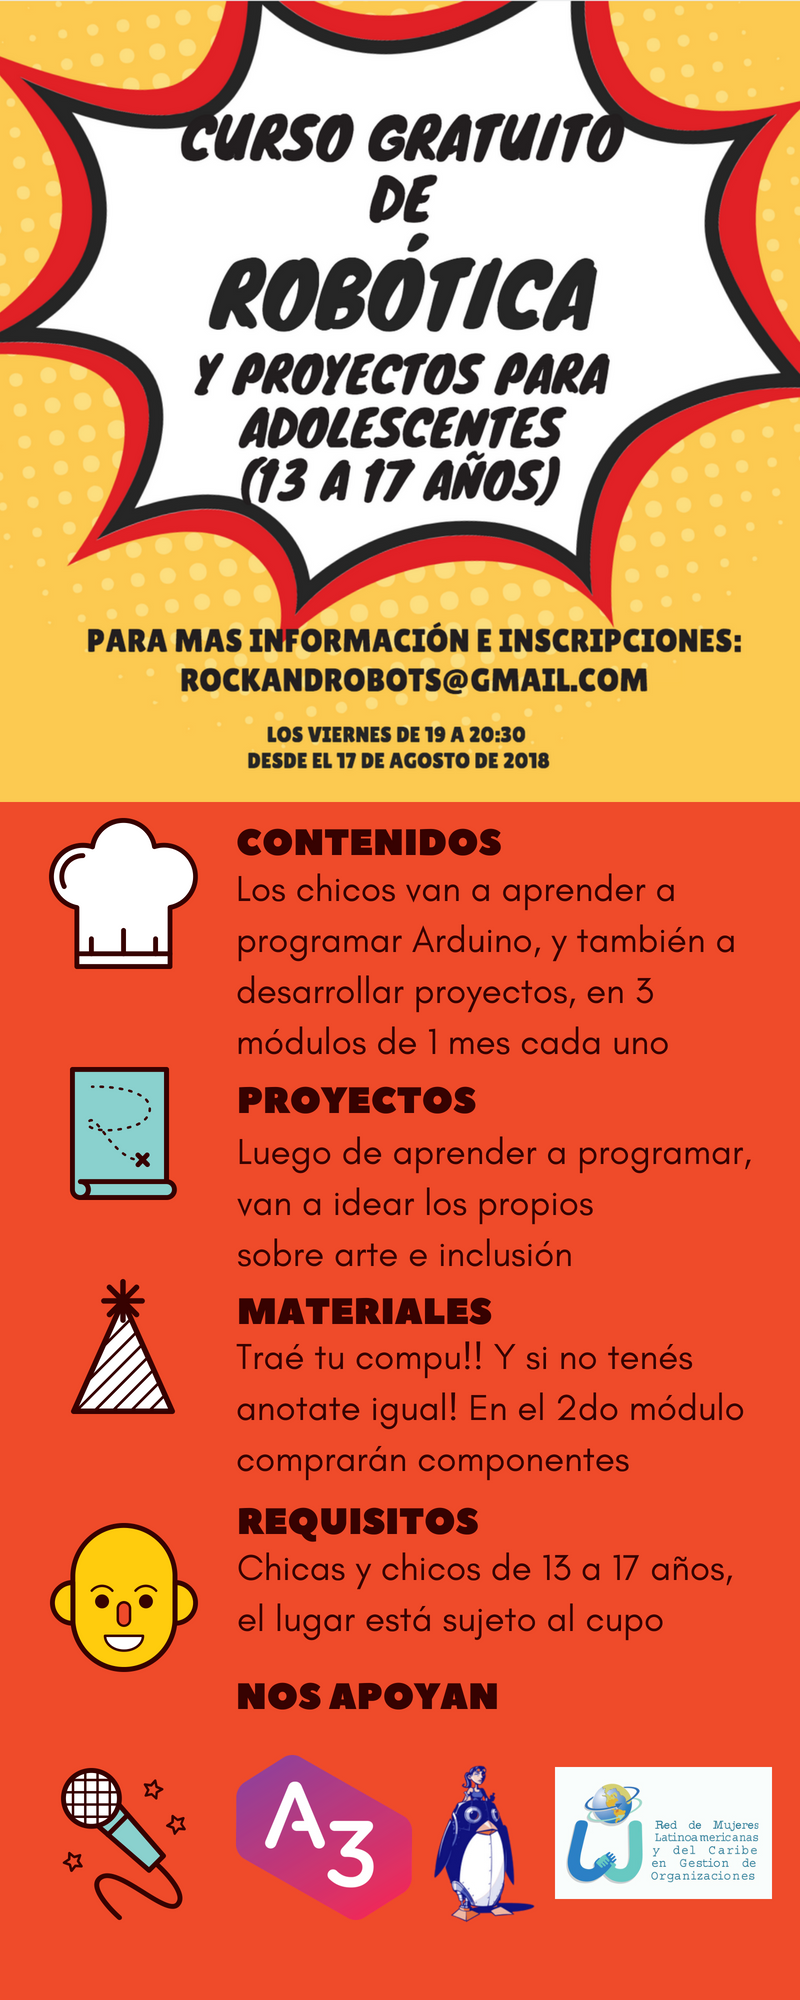 CURSO GRATUITO
DE
ROBÓTICA
Y PROYECTOS PARA
ADOLESCENTES
(13 A 17 AÑOS)
PARA MAS INFORMACIÓN E INSCRIPCIONES:
ROCKANDROBOTS@GMAIL.COM
LOS VIERNES DE 19 A 20:30
DESDE EL 17 DE AGOSTO DE 2018
CONTENIDOS
Los chicos van a aprender a
programar Arduino, y también a
desarrollar proyectos, en 3
módulos de 1 mes cada uno
PROYECTOS
Luego de aprender a programar,
van a idear los propios
sobre arte e inclusión
MATERIALES
Traé tu compu!! Y si no tenés
anotate igual! En el 2do módulo
comprarán componentes
REQUISITOS
Chicas y chicos de 13 a 17 años,
el lugar está sujeto al cupo
NOS APOYAN
A3
Red de Mujeres
Latinoamericanas
y del Caribe
en Gestion de
Organizaciones